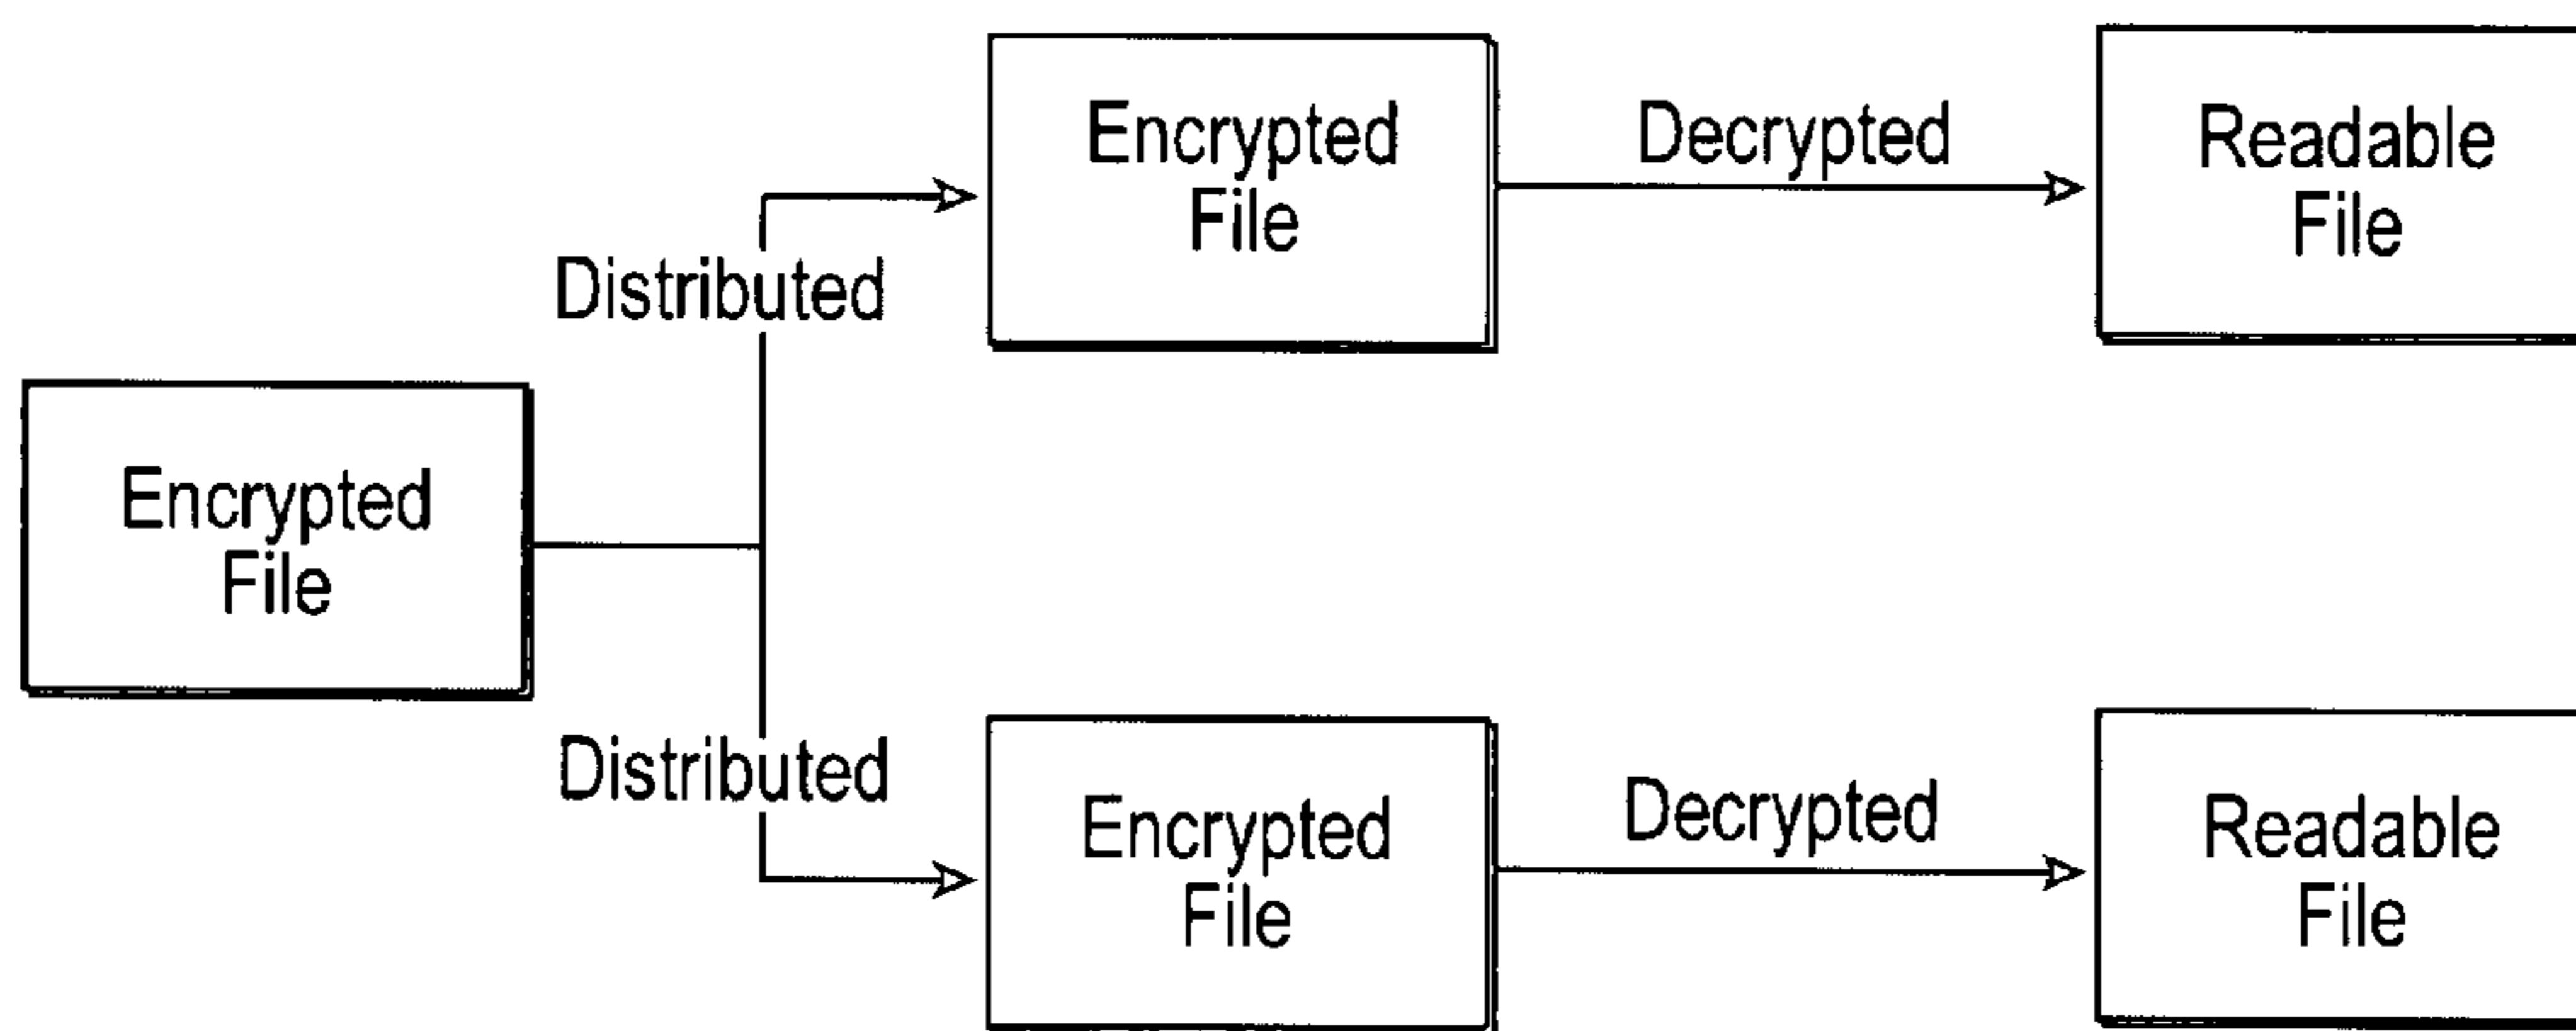 Encrypted
File
Distributed
Distributed
Encrypted
File
Decrypted
Readable
File
Encrypted
File
Decrypted
Readable
File